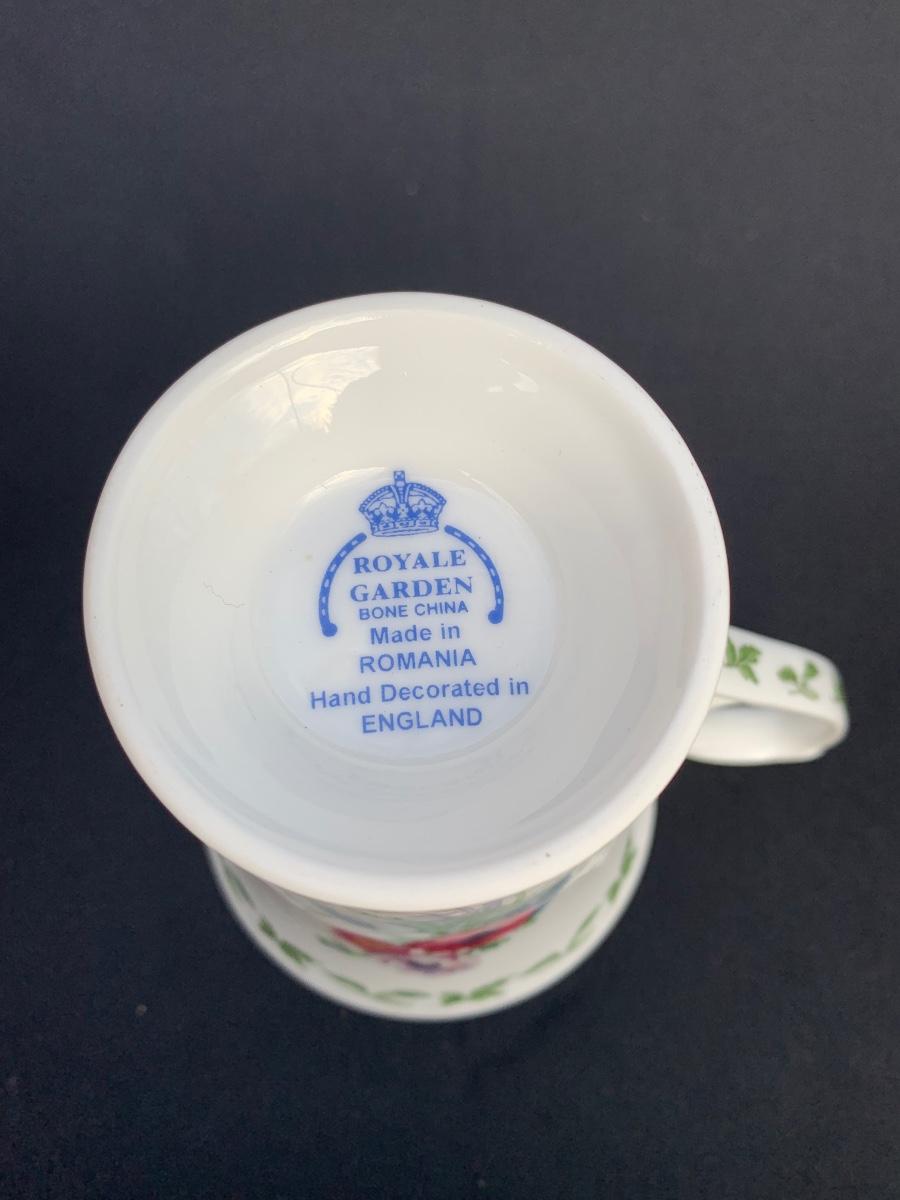 ROYALE
GARDEN
BONE CHINA
Made in
ROMANIA
Hand Decorated in
ENGLAND